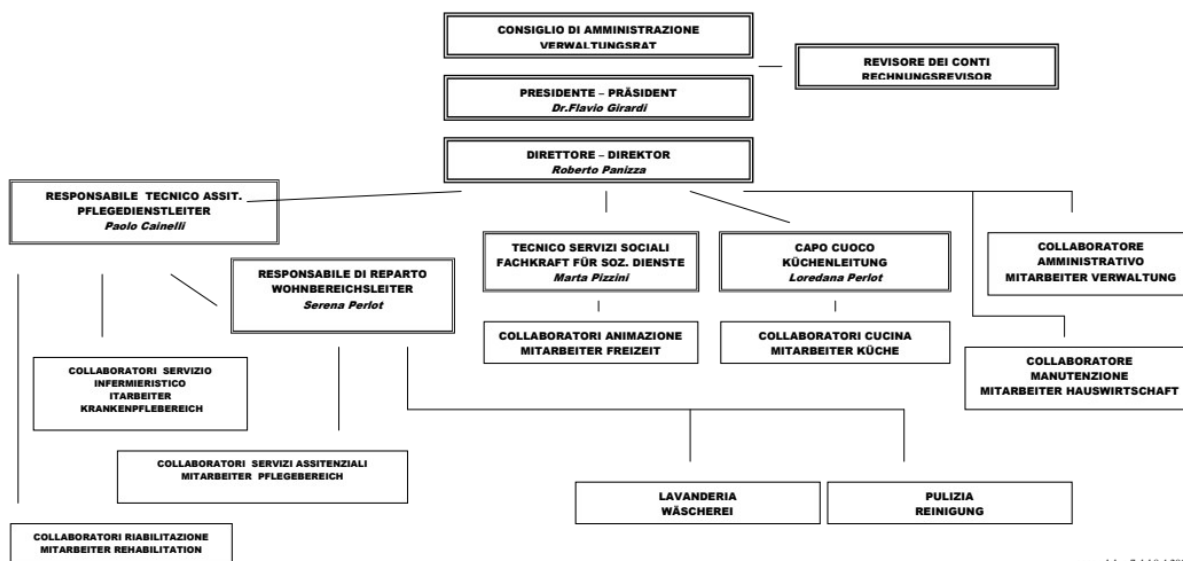 CONSIGLIO DI AMMINISTRAZIONE
VERWALTUNGSRAT
REVISORE DEI CONTI
RECHNUNGSREVISOR
PRESIDENTE – PRÄSIDENT
Dr.Flavio Girardi
DIRETTORE – DIREKTOR
Roberto Panizza
RESPONSABILE TECNICO ASSIT.
PFLEGEDIENSTLEITER
Paolo Cainelli
TECNICO SERVIZI SOCIALI
FACHKRAFT FÜR SOZ. DIENSTE
Marta Pizzini
CAPO CUOCO
KÜCHENLEITUNG
Loredana Perlot
COLLABORATORE
AMMINISTRATIVO
MITARBEITER VERWALTUNG
RESPONSABILE DI REPARTO
WOHNBEREICHSLEITER
Serena Perlot
COLLABORATORI ANIMAZIONE
MITARBEITER FREIZEIT
COLLABORATORI CUCINA
MITARBEITER KÜCHE
COLLABORATORE
MANUTENZIONE
MITARBEITER HAUSWIRTSCHAFT
COLLABORATORI SERVIZIO
INFERMIERISTICO
ITARBEITER
KRANKENPFLEBEREICH
COLLABORATORI SERVIZI ASSITENZIALI
MITARBEITER PFLEGEBEREICH
LAVANDERIA
WÄSCHEREI
PULIZIA
REINIGUNG
COLLABORATORI RIABILITAZIONE
MITARBEITER REHABILITATION